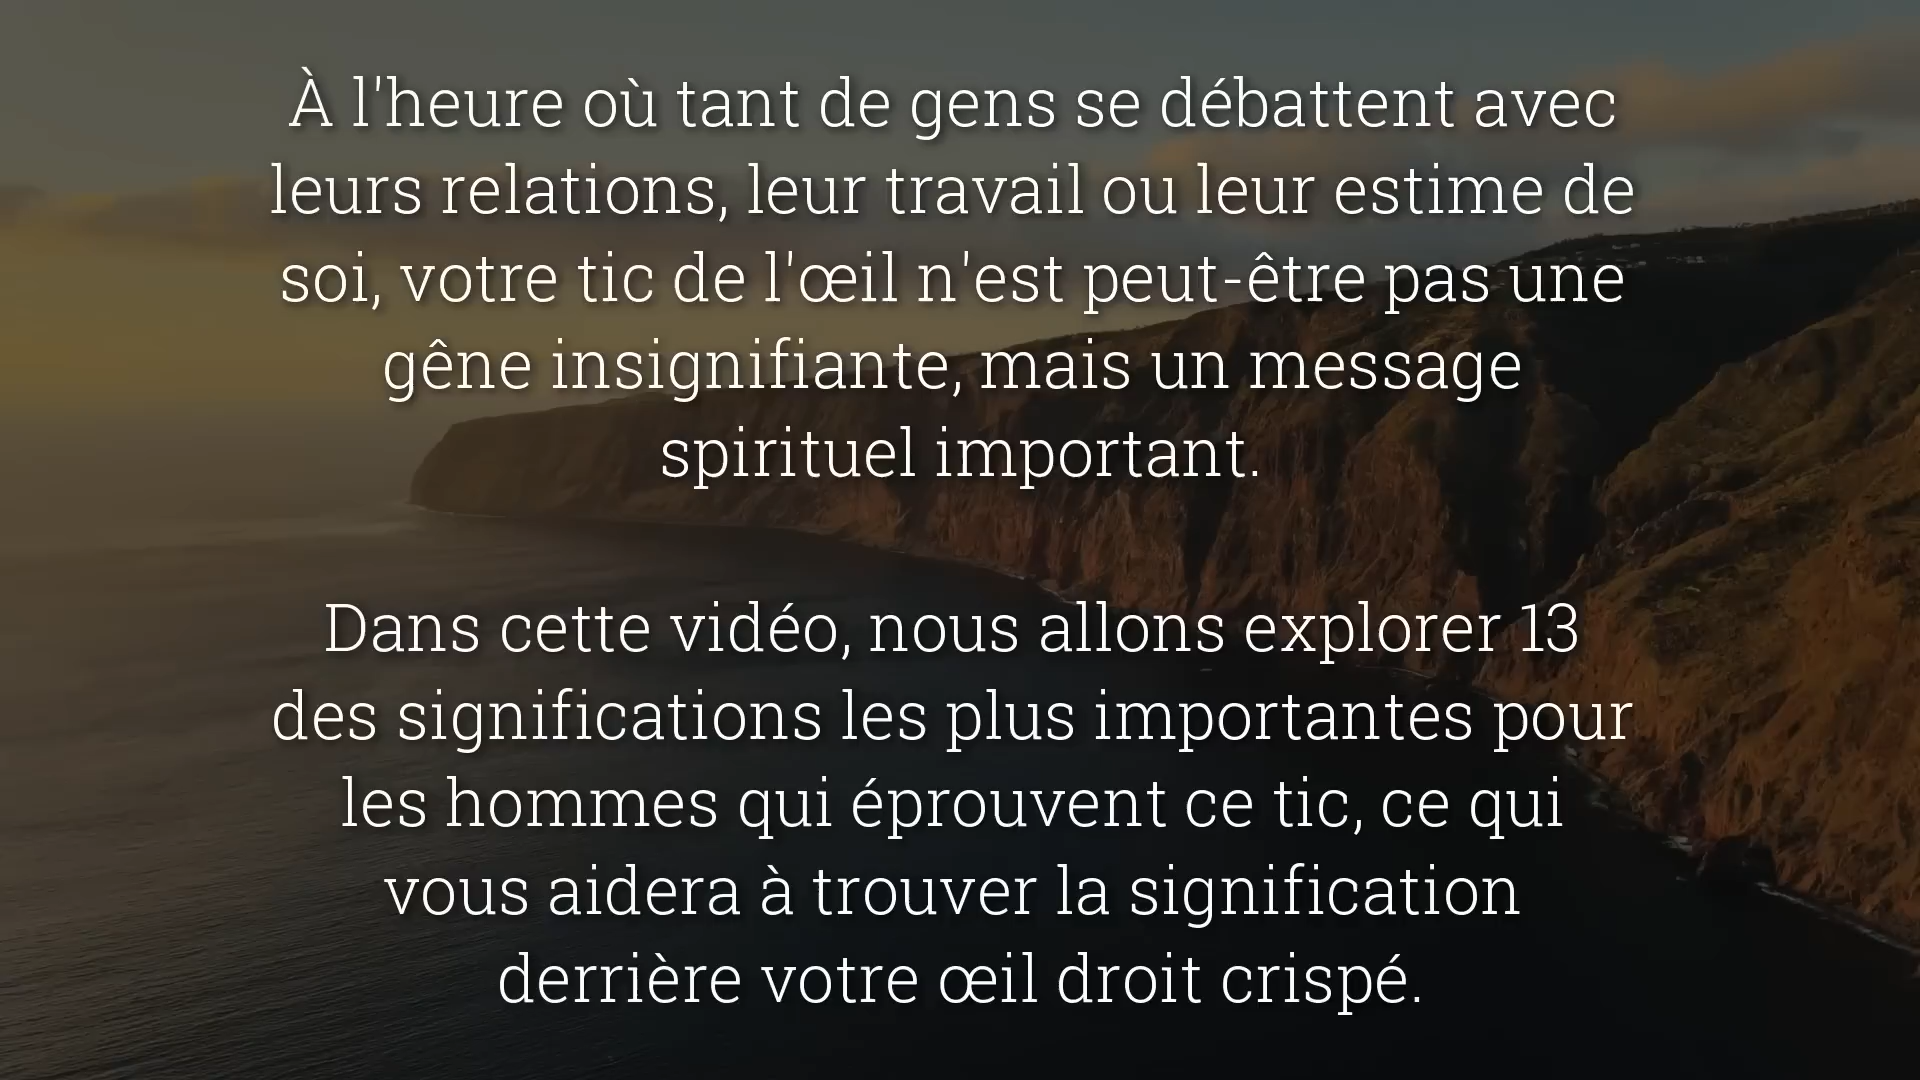 À l'heure où tant de gens se débattent avec
leurs relations, leur travail ou leur estime de
soi, votre tic de l'œil n'est peut-être pas une
gêne insignifiante, mais un message
spirituel important.
Dans cette vidéo, nous allons explorer 13
des significations les plus importantes pour
les hommes qui éprouvent ce tic, ce qui
vous aidera à trouver la signification
derrière votre œil droit crispé.